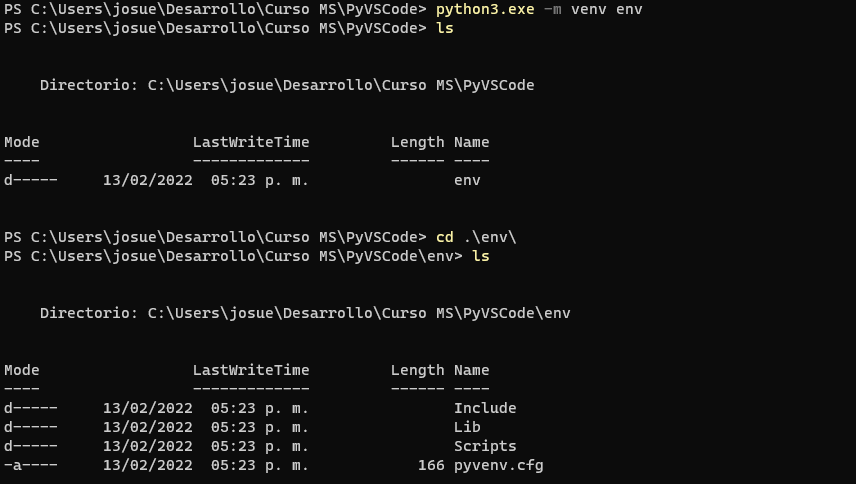 PS C:\Users\josue\Desarrollo\Curso MS\PyVSCode> python3.exe -m venv env
PS C:\Users\josue\Desarrollo\Curso MS\PyVSCode> ls
Directorio: C:\Users\josue\Desarrollo\Curso MS\PyVSCode
Mode                 LastWriteTime         Length Name
----                 -------------         ------ ----
d-----     13/02/2022  05:23 p. m.                env
PS C:\Users\josue\Desarrollo\Curso MS\PyVSCode> cd .\env\
PS C:\Users\josue\Desarrollo\Curso MS\PyVSCode\env> ls
Directorio: C:\Users\josue\Desarrollo\Curso MS\PyVSCode\env
Mode                 LastWriteTime         Length Name
----                 -------------         ------ ----
d-----     13/02/2022  05:23 p. m.                Include
d-----     13/02/2022  05:23 p. m.                Lib
d-----     13/02/2022  05:23 p. m.                Scripts
-a----     13/02/2022  05:23 p. m.            166 pyvenv.cfg